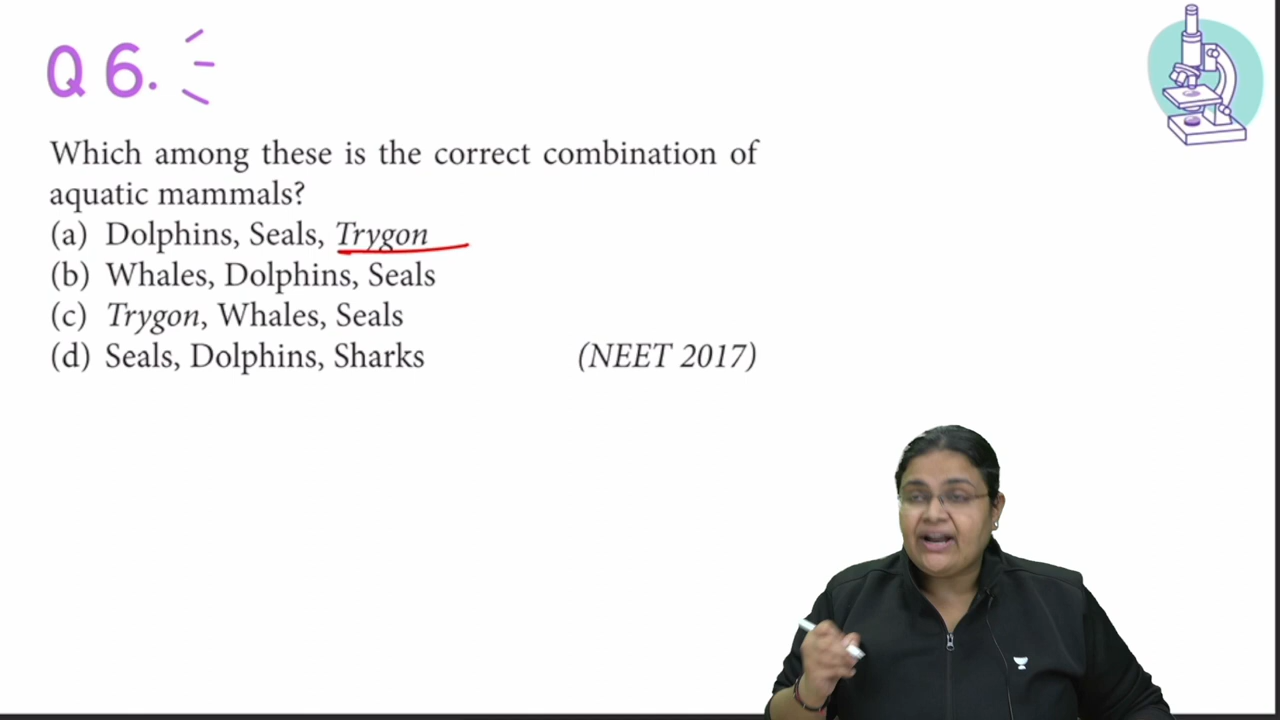 Q 6.
Which among these is the correct combination of
aquatic mammals?
(a) Dolphins, Seals, Trygon
(b) Whales, Dolphins, Seals
(c) Trygon, Whales, Seals
(d) Seals, Dolphins, Sharks (NEET 2017)